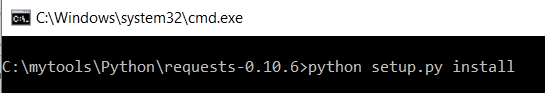 C:\Windows\system32\cmd.exe
C:\mytools\Python\requests-0.10.6>python setup.py install